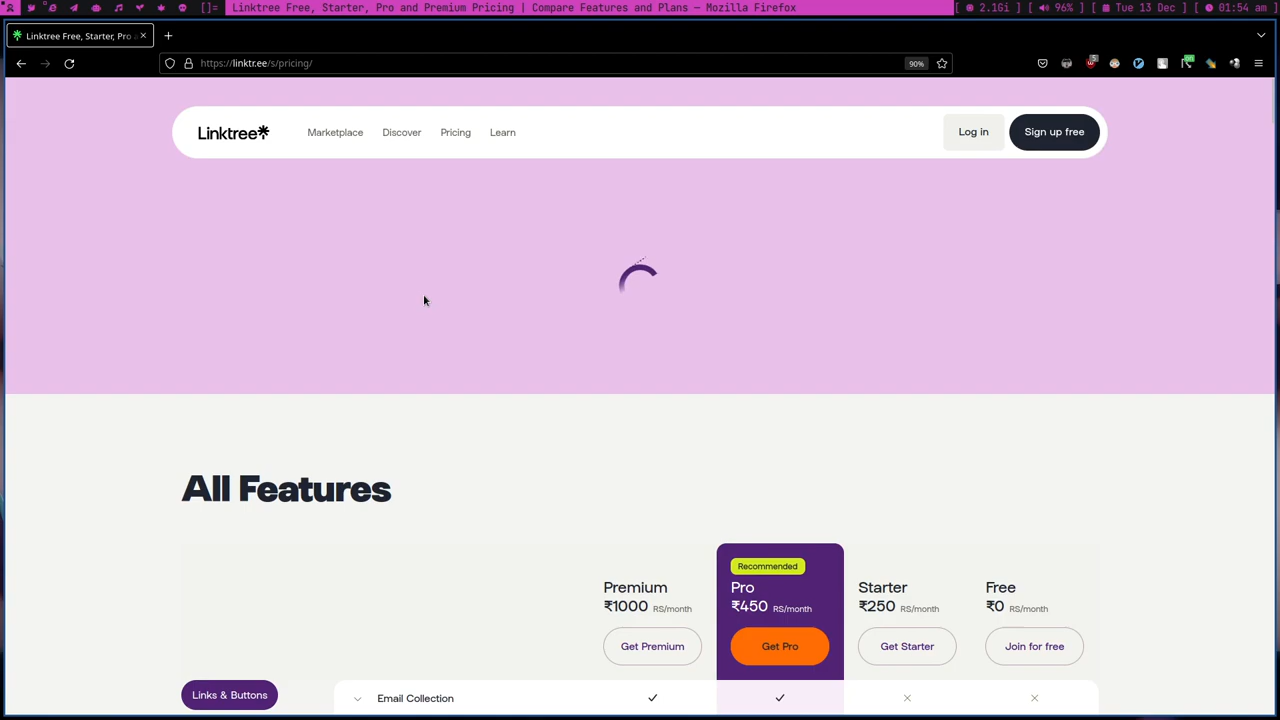 []= Linktree Free, Starter, Pro and Premium Pricing | Compare Features and Plans — Mozilla Firefox [ 2.1Gi ] [ 96% ] [ Tue 13 Dec ] [ 01:54 am ]
Linktree Free, Starter, Pro a
https://linktr.ee/s/pricing/ 90%
Linktree Marketplace Discover Pricing Learn Log in Sign up free
All Features
Recommended
Premium Pro Starter Free
₹1000 RS/month ₹450 RS/month ₹250 RS/month ₹0 RS/month
Get Premium Get Pro Get Starter Join for free
Links & Buttons Email Collection